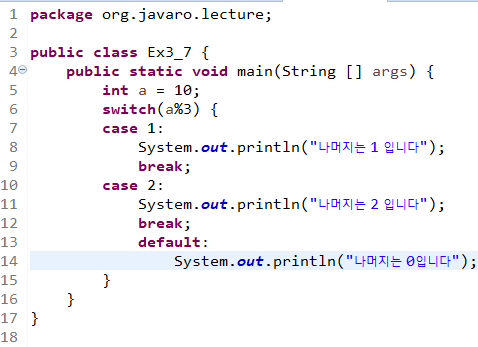 1 package org.javaro.lecture;
2
3 public class Ex3_7 {
4 public static void main(String [] args) {
5 int a = 10;
6 switch(a%3) {
7 case 1:
8 System.out.println("나머지는 1 입니다");
9 break;
10 case 2:
11 System.out.println("나머지는 2 입니다");
12 break;
13 default:
14 System.out.println("나머지는 0입니다");
15 }
16 }
17 }
18